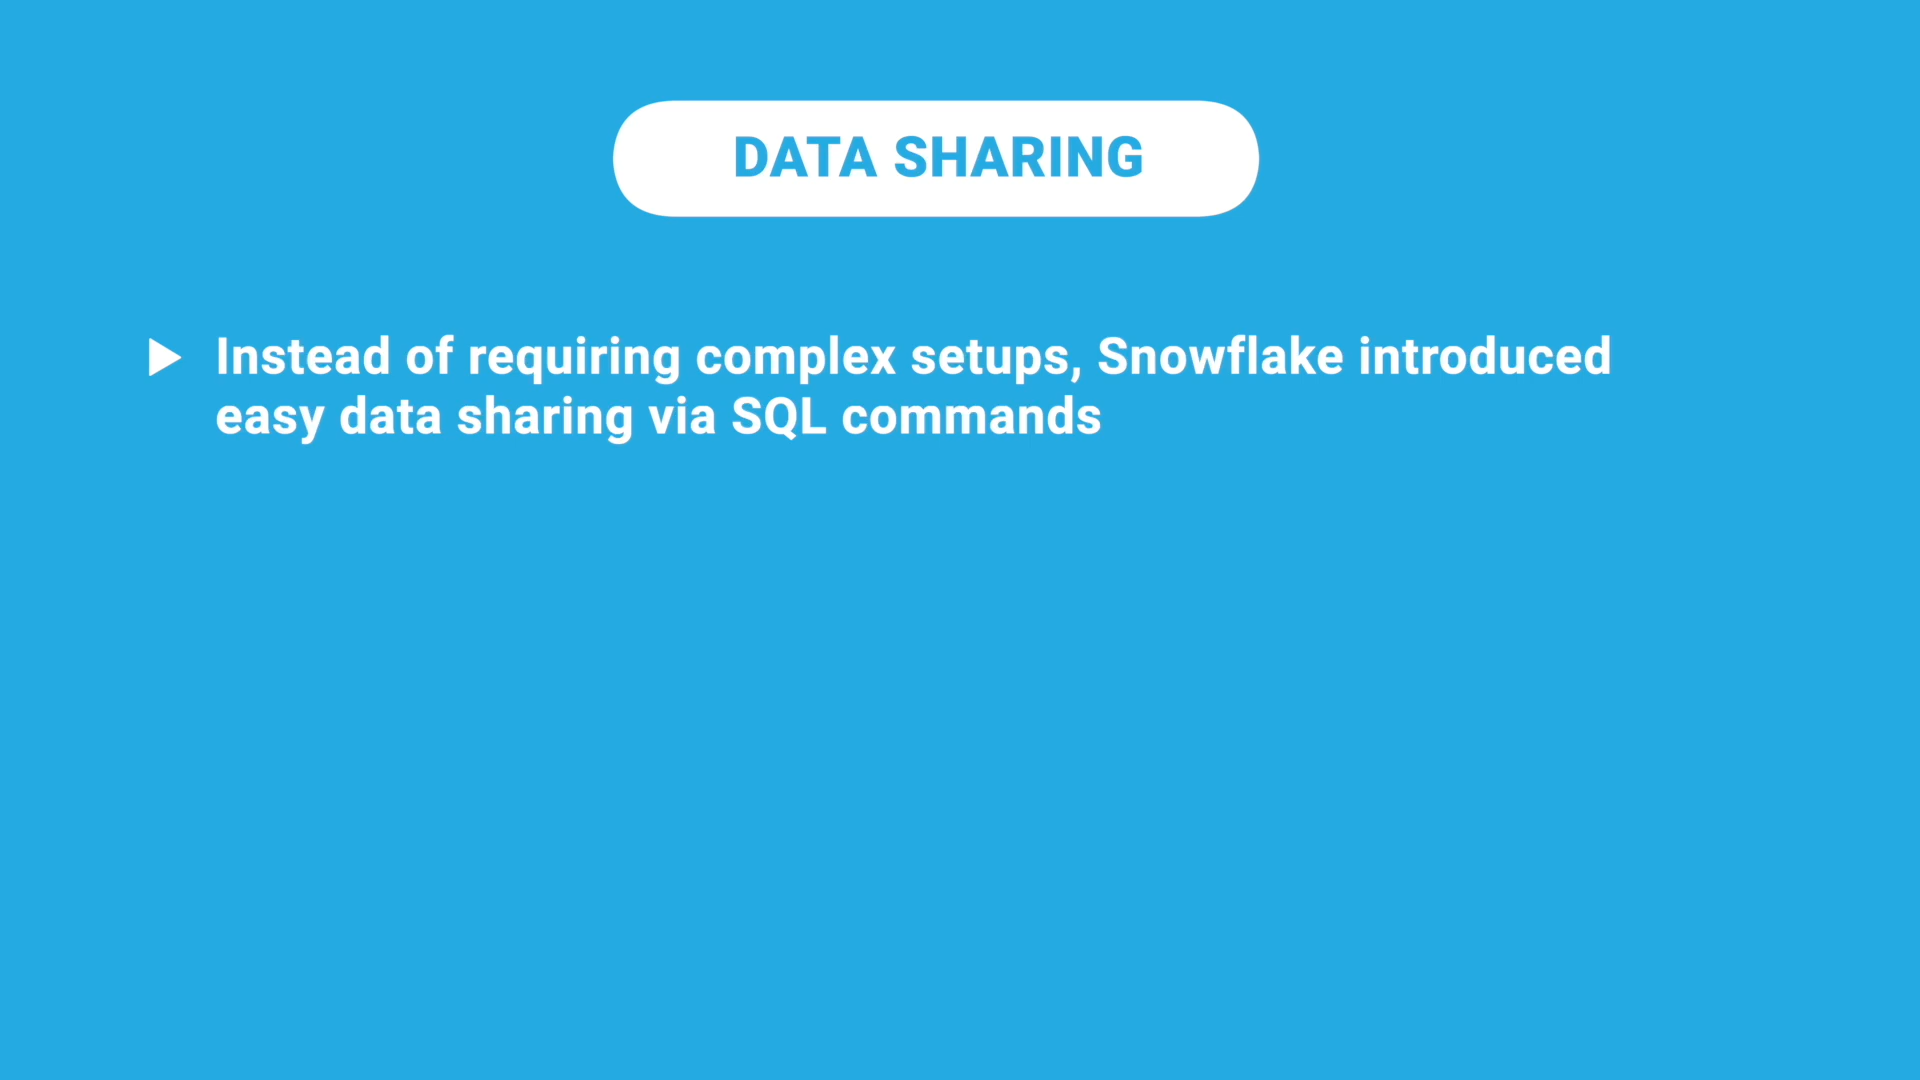 DATA SHARING
Instead of requiring complex setups, Snowflake introduced
easy data sharing via SQL commands